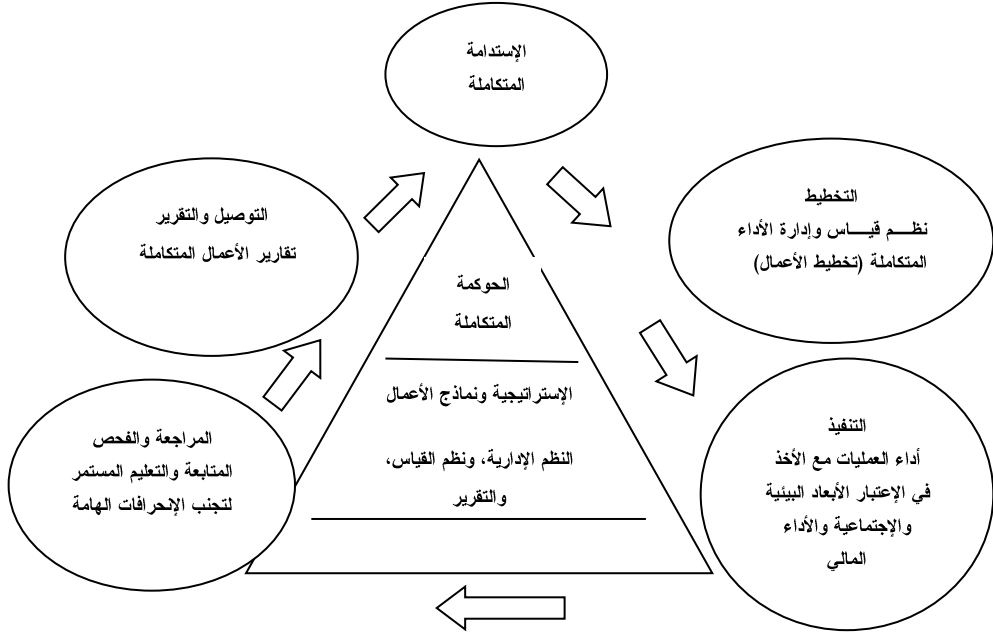 الإستدامة
المتكاملة
التخطيط
نظـــم قيـــــاس وإدارة الأداء
المتكاملة (تخطيط الأعمال)
التوصيل والتقرير
تقارير الأعمال المتكاملة
الحوكمة
المتكاملة
الإستراتيجية ونماذج الأعمال
النظم الإدارية، ونظم القياس،
والتقرير
التنفيذ
أداء العمليات مع الأخذ
في الإعتبار الأبعاد البيئية
والإجتماعية والأداء
المالي
المراجعة والفحص
المتابعة والتعليم المستمر
لتجنب الإنحرافات الهامة